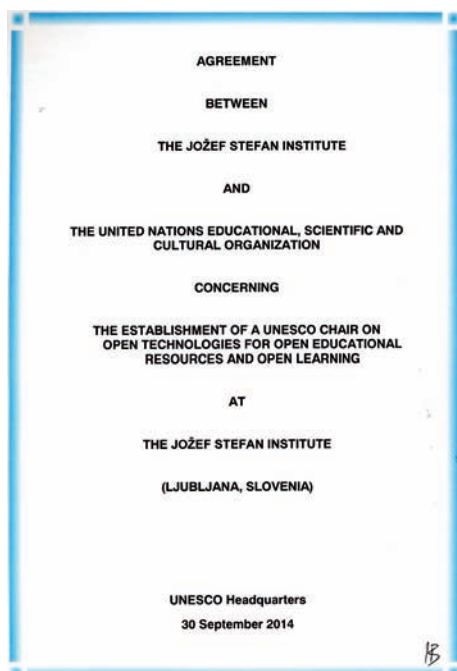 AGREEMENT
BETWEEN
THE JOŽEF STEFAN INSTITUTE
AND
THE UNITED NATIONS EDUCATIONAL, SCIENTIFIC AND
CULTURAL ORGANIZATION
CONCERNING
THE ESTABLISHMENT OF A UNESCO CHAIR ON
OPEN TECHNOLOGIES FOR OPEN EDUCATIONAL
RESOURCES AND OPEN LEARNING
AT
THE JOŽEF STEFAN INSTITUTE
(LJUBLJANA, SLOVENIA)
UNESCO Headquarters
30 September 2014